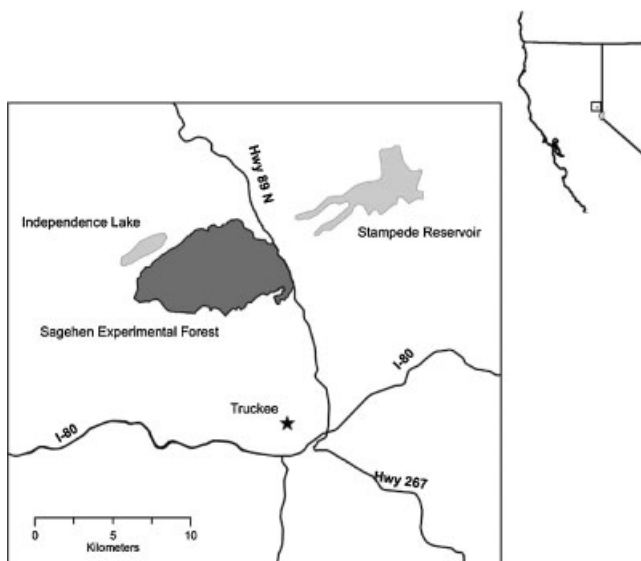 Hwy 89 N
Independence Lake
Stampede Reservoir
Sagehen Experimental Forest
I-80
Truckee
I-80
Hwy 267
0 5 10
Kilometers